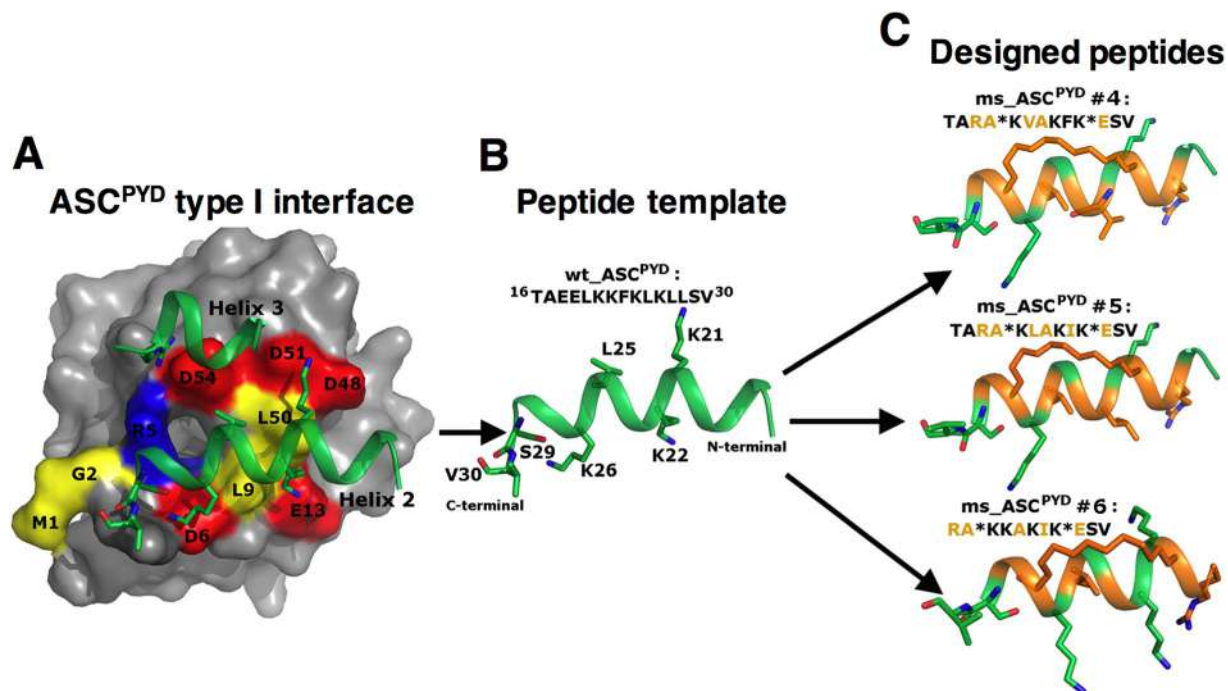 A
ASC^PYD type I interface
Helix 3
D51
D54
D48
R5
L50
G2
L9
Helix 2
M1
D6
E13
B
Peptide template
wt_ASC^PYD :
^16TAEELKKFKLKLLSV^30
K21
L25
S29
K26
K22
N-terminal
V30
C-terminal
C
Designed peptides
ms_ASC^PYD #4:
TARA*KVAKFK*ESV
ms_ASC^PYD #5:
TARA*KLAKIK*ESV
ms_ASC^PYD #6:
RA*KKAKIK*ESV